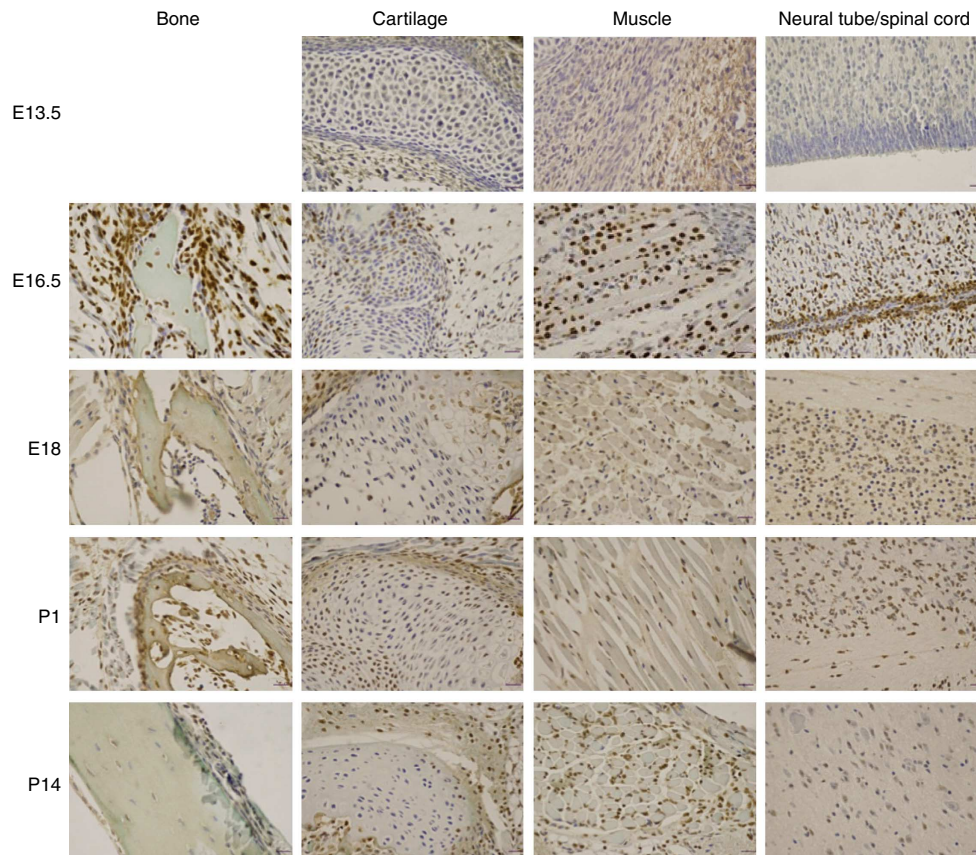 Bone Cartilage Muscle Neural tube/spinal cord
E13.5
E16.5
E18
P1
P14